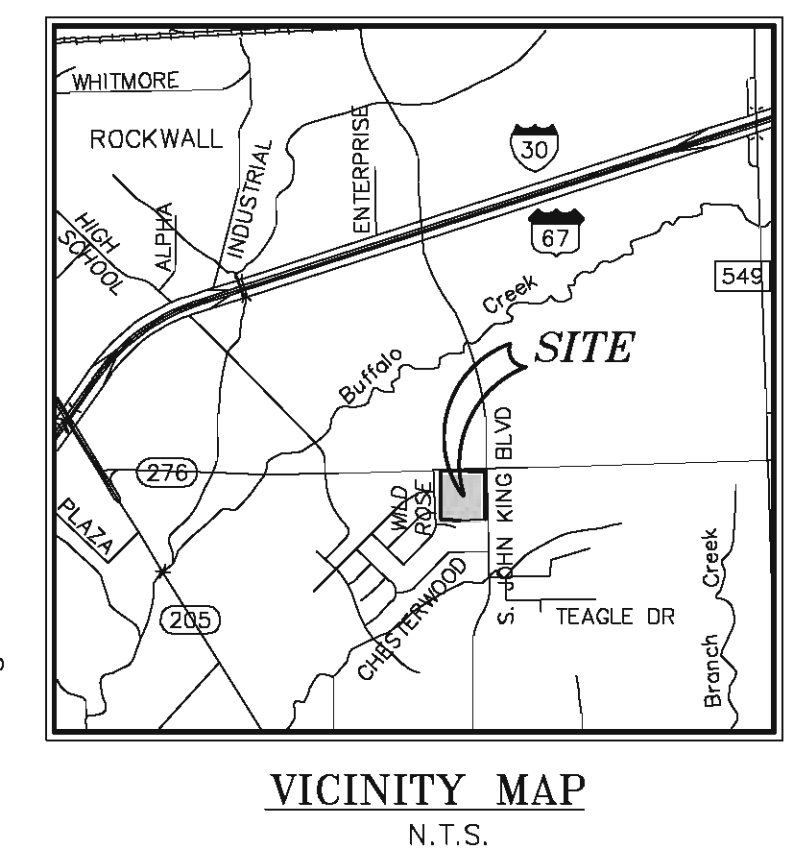 WHITMORE
ROCKWALL
ENTERPRISE
INDUSTRIAL
30
HIGH
SCHOOL
ALPHA
67
549
Creek
Buffalo
SITE
276
WILD
ROSE
S. JOHN KING BLVD
PLAZA
205
CHESTERWOOD
TEAGLE DR
Branch Creek
VICINITY MAP
N.T.S.